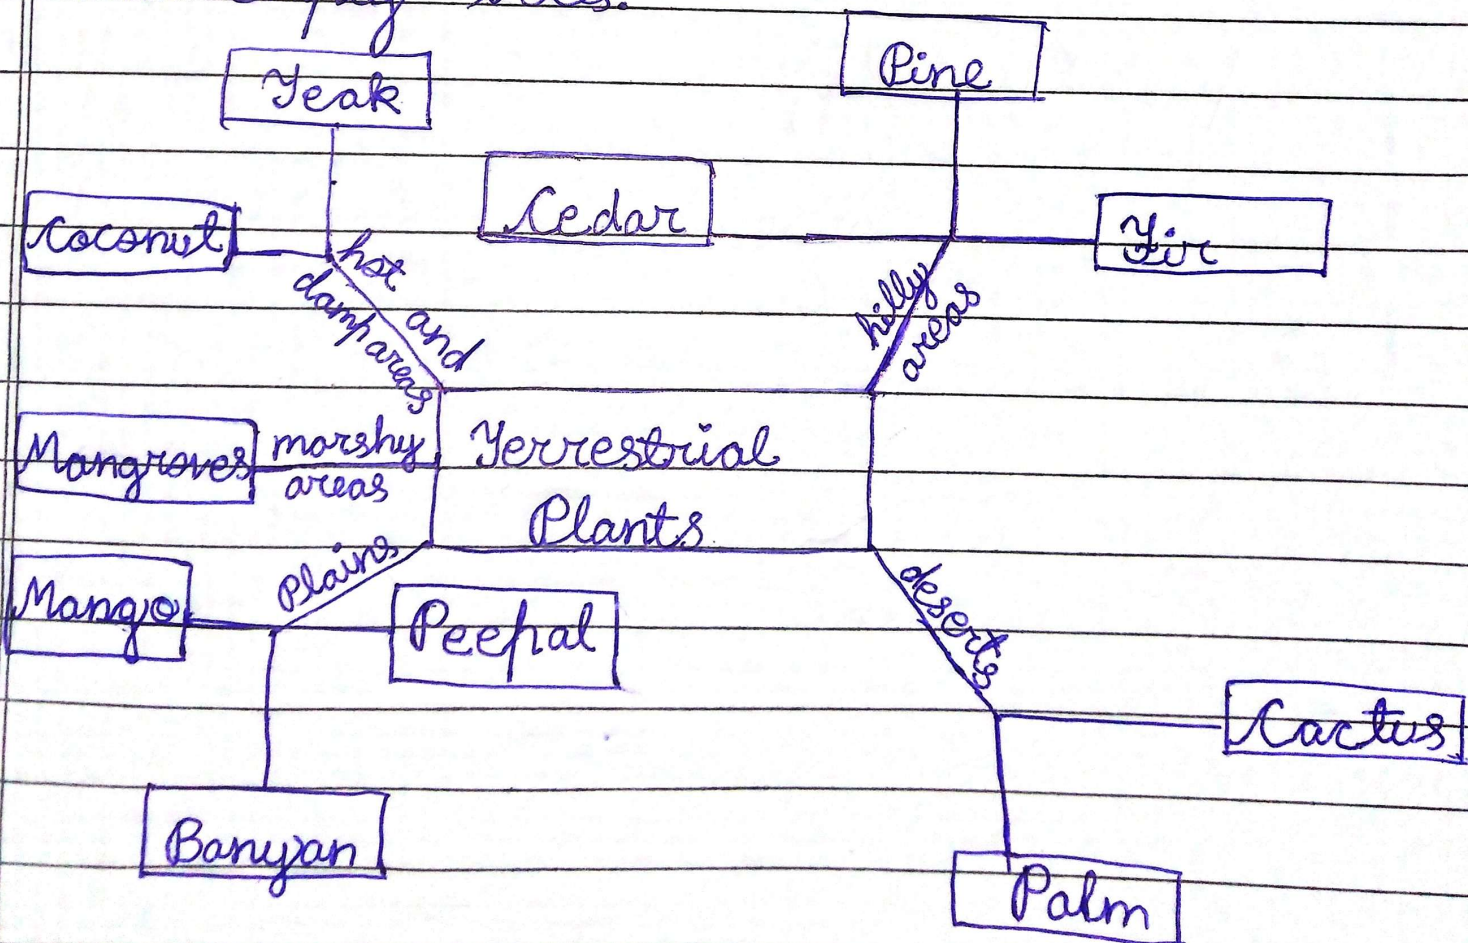 Teak
Pine
Cedar
Coconut
Fir
hot and
damp areas
hilly
areas
Mangroves
marshy
areas
Terrestrial
Plants
Plains
deserts
Mango
Peepal
Cactus
Banyan
Palm